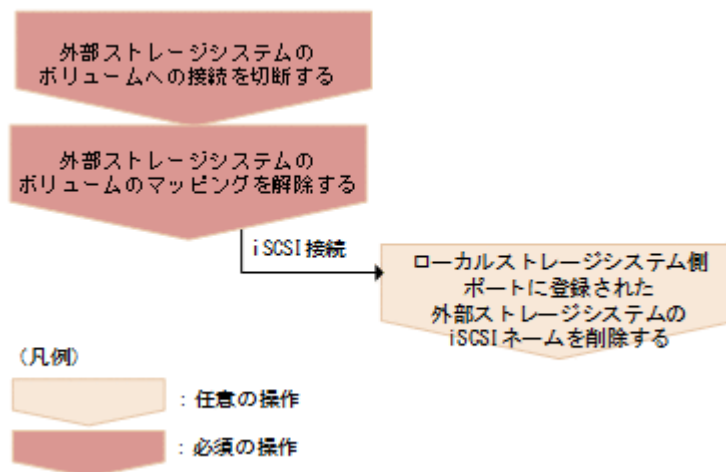 外部ストレージシステムの
ボリュームへの接続を切断する
外部ストレージシステムの
ボリュームのマッピングを解除する
iSCSI接続
ローカルストレージシステム側
ポートに登録された
外部ストレージシステムの
iSCSIネームを削除する
（凡例）
：任意の操作
：必須の操作